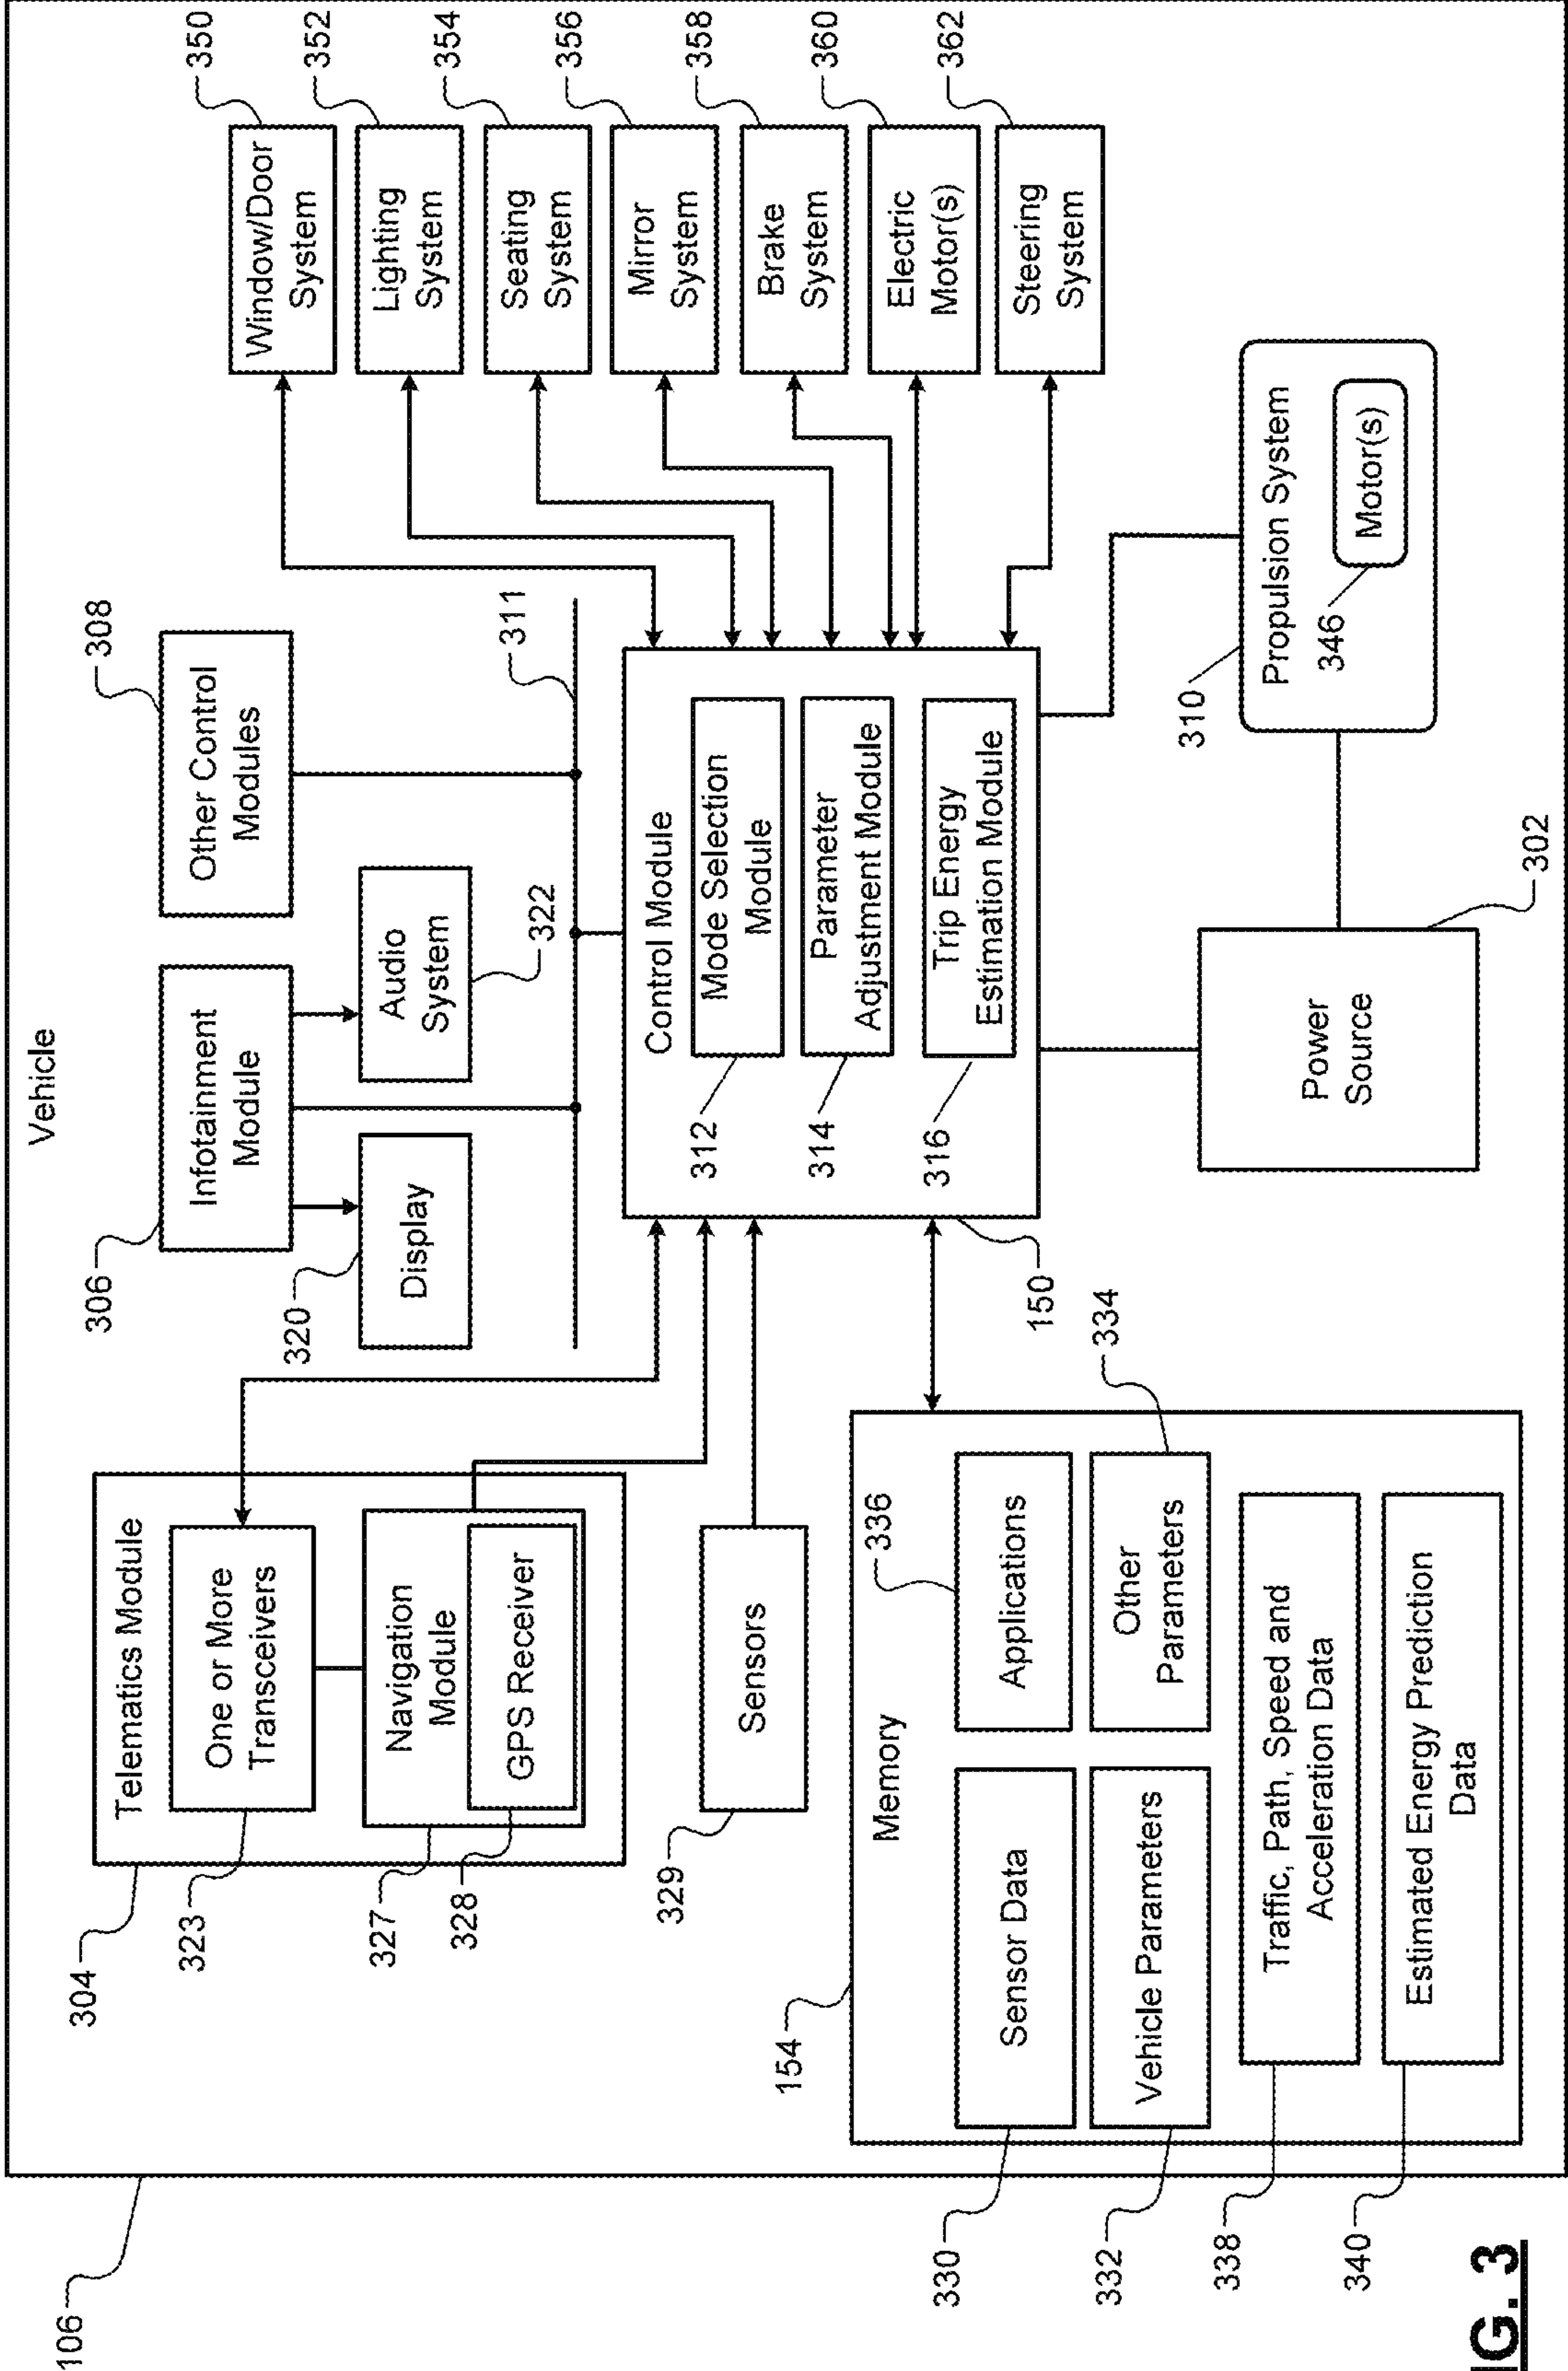 Vehicle
106
304
Telematics Module
323
One or More
Transceivers
327
Navigation
Module
328
GPS Receiver
329
Sensors
306
Infotainment
Module
320
Display
Audio
System
322
308
Other Control
Modules
311
Control Module
Mode Selection
Module
312
Parameter
Adjustment Module
314
Trip Energy
Estimation Module
316
150
Window/Door
System
350
Lighting
System
352
Seating
System
354
Mirror
System
356
Brake
System
358
Electric
Motor(s)
360
Steering
System
362
154
Memory
336
Sensor Data
Applications
330
334
Vehicle Parameters
Other
Parameters
332
Traffic, Path, Speed and
Acceleration Data
338
Estimated Energy Prediction
Data
340
Power
Source
302
310
Propulsion System
346
Motor(s)
IG. 3